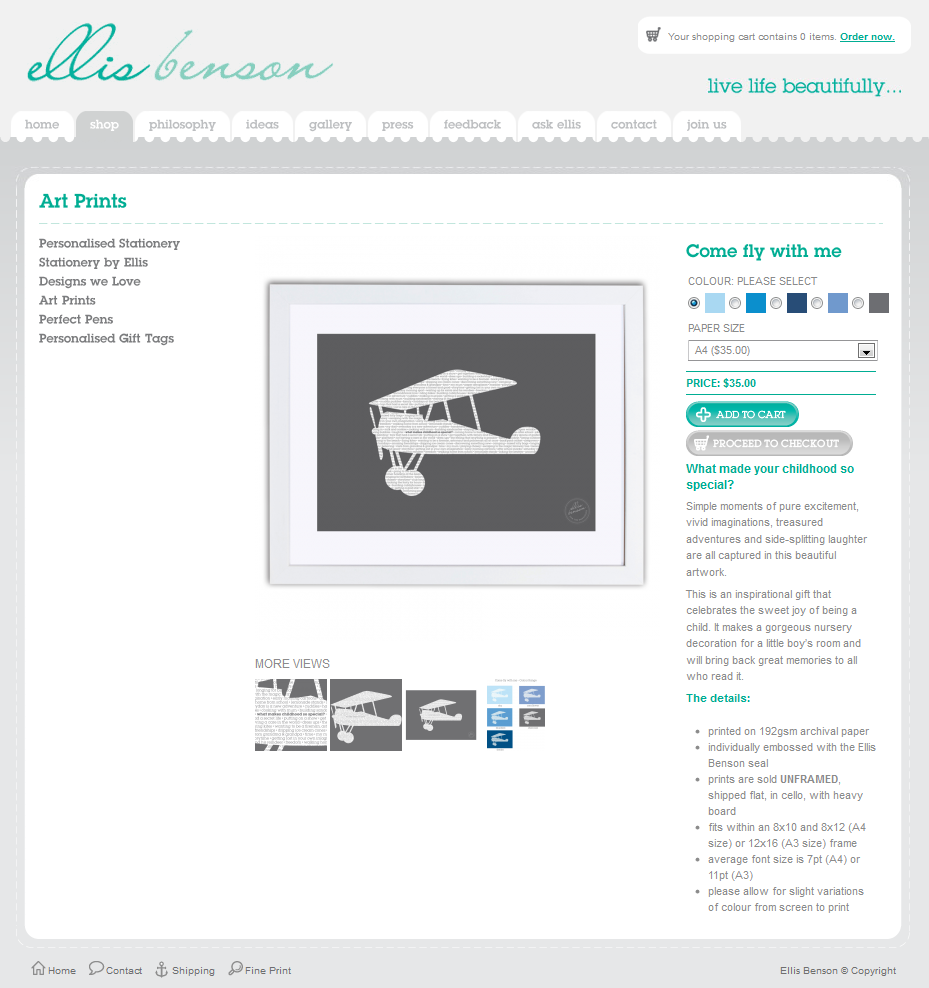 ellis benson
Your shopping cart contains 0 items. Order now.
live life beautifully...
home
shop
philosophy
ideas
gallery
press
feedback
ask ellis
contact
join us
Art Prints
Personalised Stationery
Stationery by Ellis
Designs we Love
Art Prints
Perfect Pens
Personalised Gift Tags
Come fly with me
COLOUR: PLEASE SELECT
PAPER SIZE
A4 ($35.00)
PRICE: $35.00
ADD TO CART
PROCEED TO CHECKOUT
What made your childhood so
special?
Simple moments of pure excitement,
vivid imaginations, treasured
adventures and side-splitting laughter
are all captured in this beautiful
artwork.
This is an inspirational gift that
celebrates the sweet joy of being a
child. It makes a gorgeous nursery
decoration for a little boy's room and
will bring back great memories to all
who read it.
The details:
printed on 192gsm archival paper
individually embossed with the Ellis
Benson seal
prints are sold UNFRAMED,
shipped flat, in cello, with heavy
board
fits within an 8x10 and 8x12 (A4
size) or 12x16 (A3 size) frame
average font size is 7pt (A4) or
11pt (A3)
please allow for slight variations
of colour from screen to print
MORE VIEWS
Home
Contact
Shipping
Fine Print
Ellis Benson © Copyright